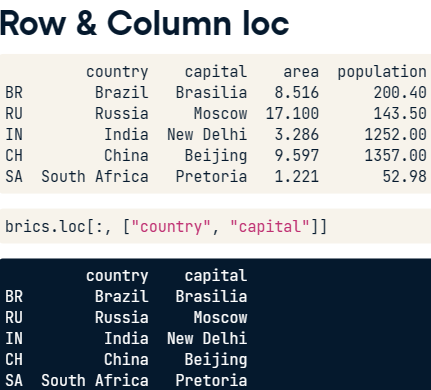 Row & Column loc
         country    capital    area  population
BR        Brazil   Brasilia   8.516      200.40
RU        Russia     Moscow  17.100      143.50
IN         India  New Delhi   3.286     1252.00
CH         China    Beijing   9.597     1357.00
SA  South Africa   Pretoria   1.221       52.98
brics.loc[:, ["country", "capital"]]
         country    capital
BR        Brazil   Brasilia
RU        Russia     Moscow
IN         India  New Delhi
CH         China    Beijing
SA  South Africa   Pretoria